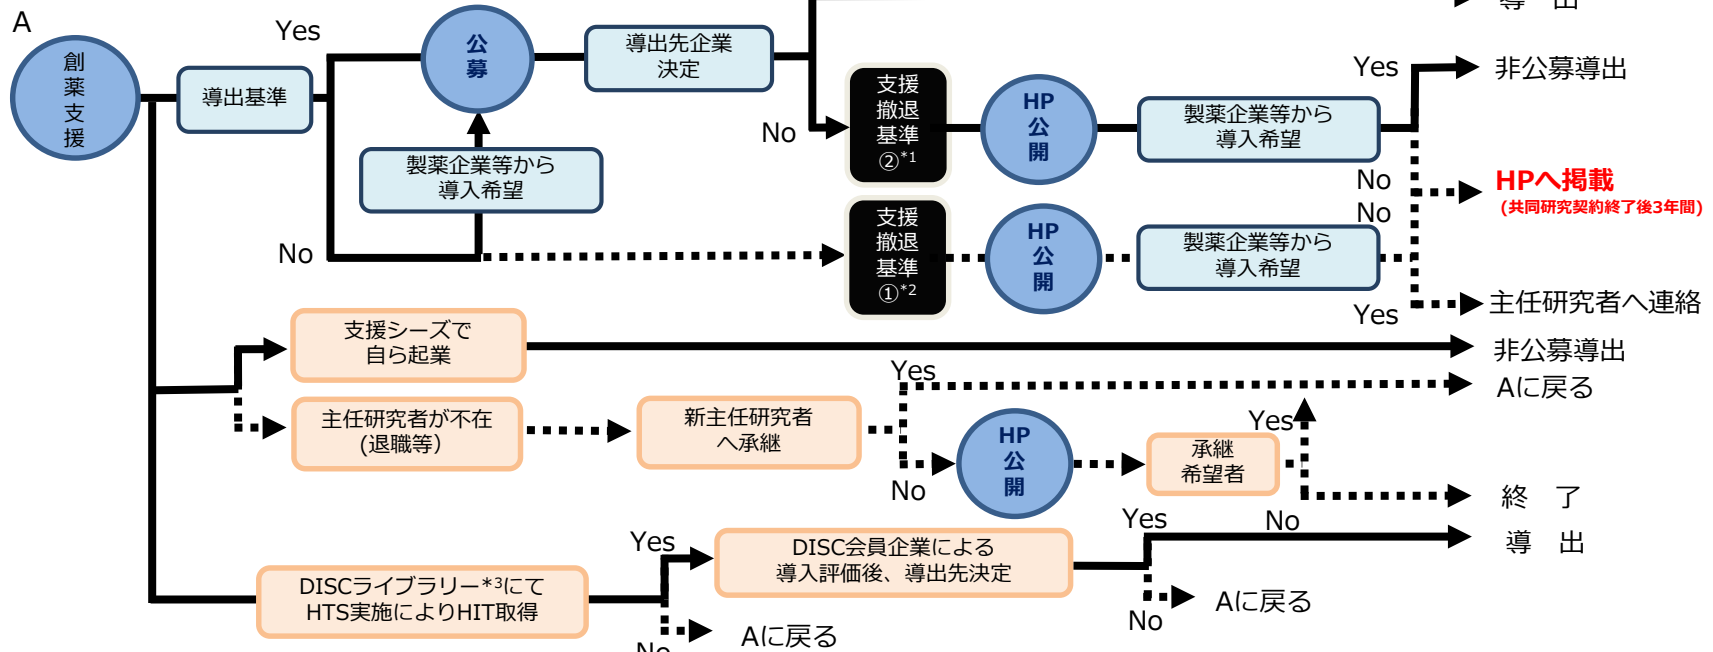 A
創
薬
支
援
導出基準
Yes
No
公
募
製薬企業等から
導入希望
導出先企業
決定
導　出
No
支援
撤退
基準
②*1
HP
公
開
製薬企業等から
導入希望
Yes
非公募導出
No
HPへ掲載
(共同研究契約終了後3年間)
No
支援
撤退
基準
①*2
HP
公
開
製薬企業等から
導入希望
Yes
主任研究者へ連絡
支援シーズで
自ら起業
非公募導出
主任研究者が不在
(退職等)
新主任研究者
へ承継
Yes
Aに戻る
No
HP
公
開
承継
希望者
Yes
No
終　了
DISCライブラリー*3にて
HTS実施によりHIT取得
Yes
No
Aに戻る
DISC会員企業による
導入評価後、導出先決定
Yes
導　出
No
Aに戻る